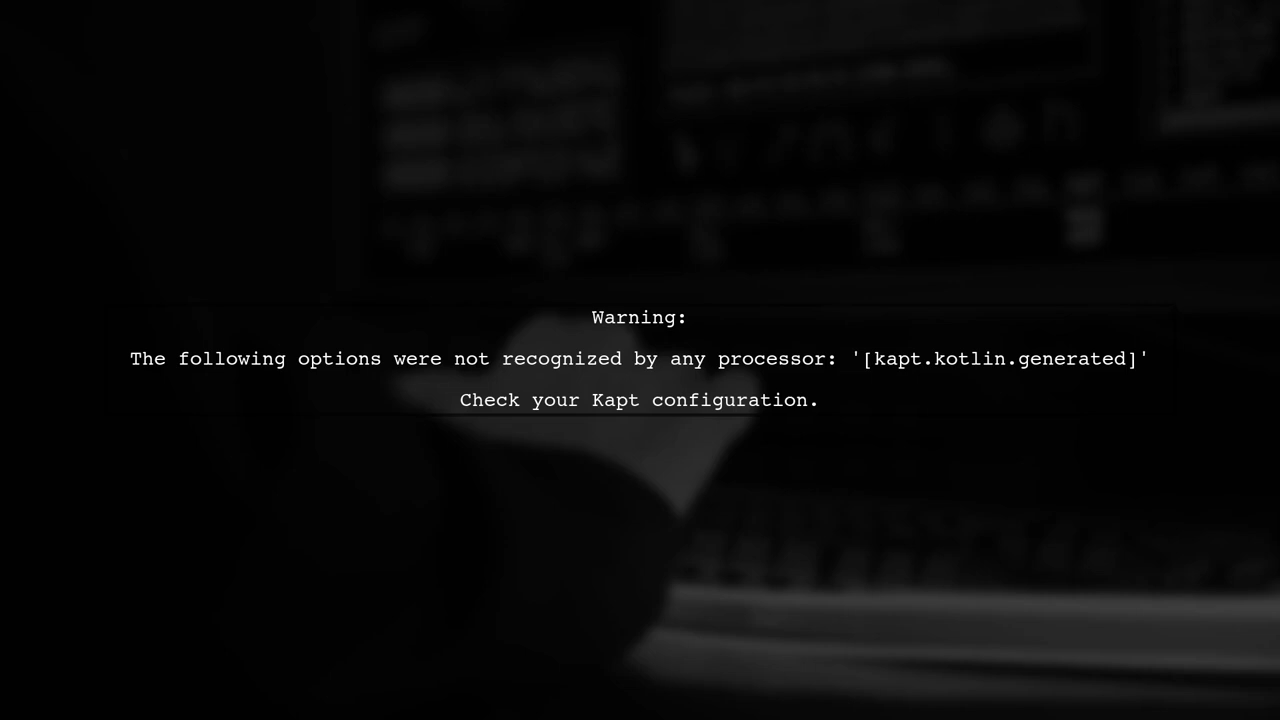 Warning:
The following options were not recognized by any processor: '[kapt.kotlin.generated]'
Check your Kapt configuration.